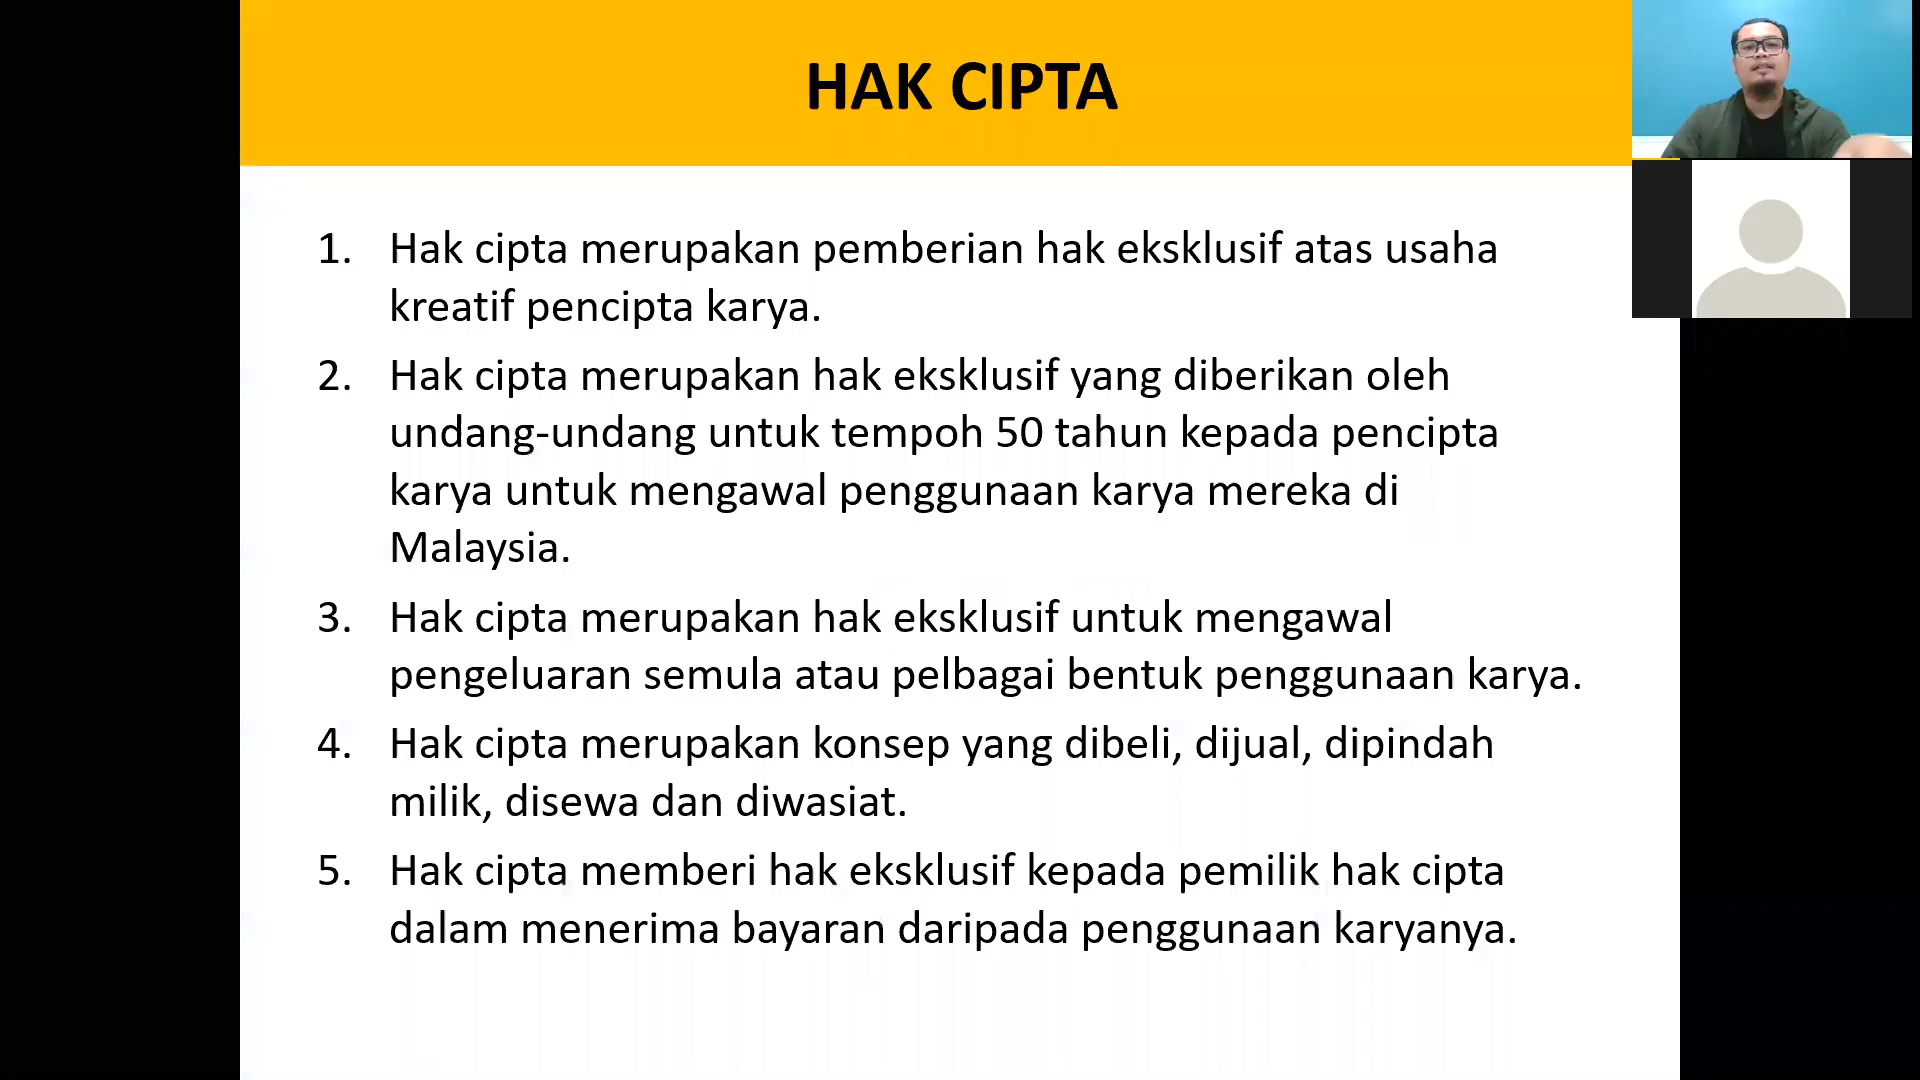 HAK CIPTA
1. Hak cipta merupakan pemberian hak eksklusif atas usaha
kreatif pencipta karya.
2. Hak cipta merupakan hak eksklusif yang diberikan oleh
undang-undang untuk tempoh 50 tahun kepada pencipta
karya untuk mengawal penggunaan karya mereka di
Malaysia.
3. Hak cipta merupakan hak eksklusif untuk mengawal
pengeluaran semula atau pelbagai bentuk penggunaan karya.
4. Hak cipta merupakan konsep yang dibeli, dijual, dipindah
milik, disewa dan diwasiat.
5. Hak cipta memberi hak eksklusif kepada pemilik hak cipta
dalam menerima bayaran daripada penggunaan karyanya.